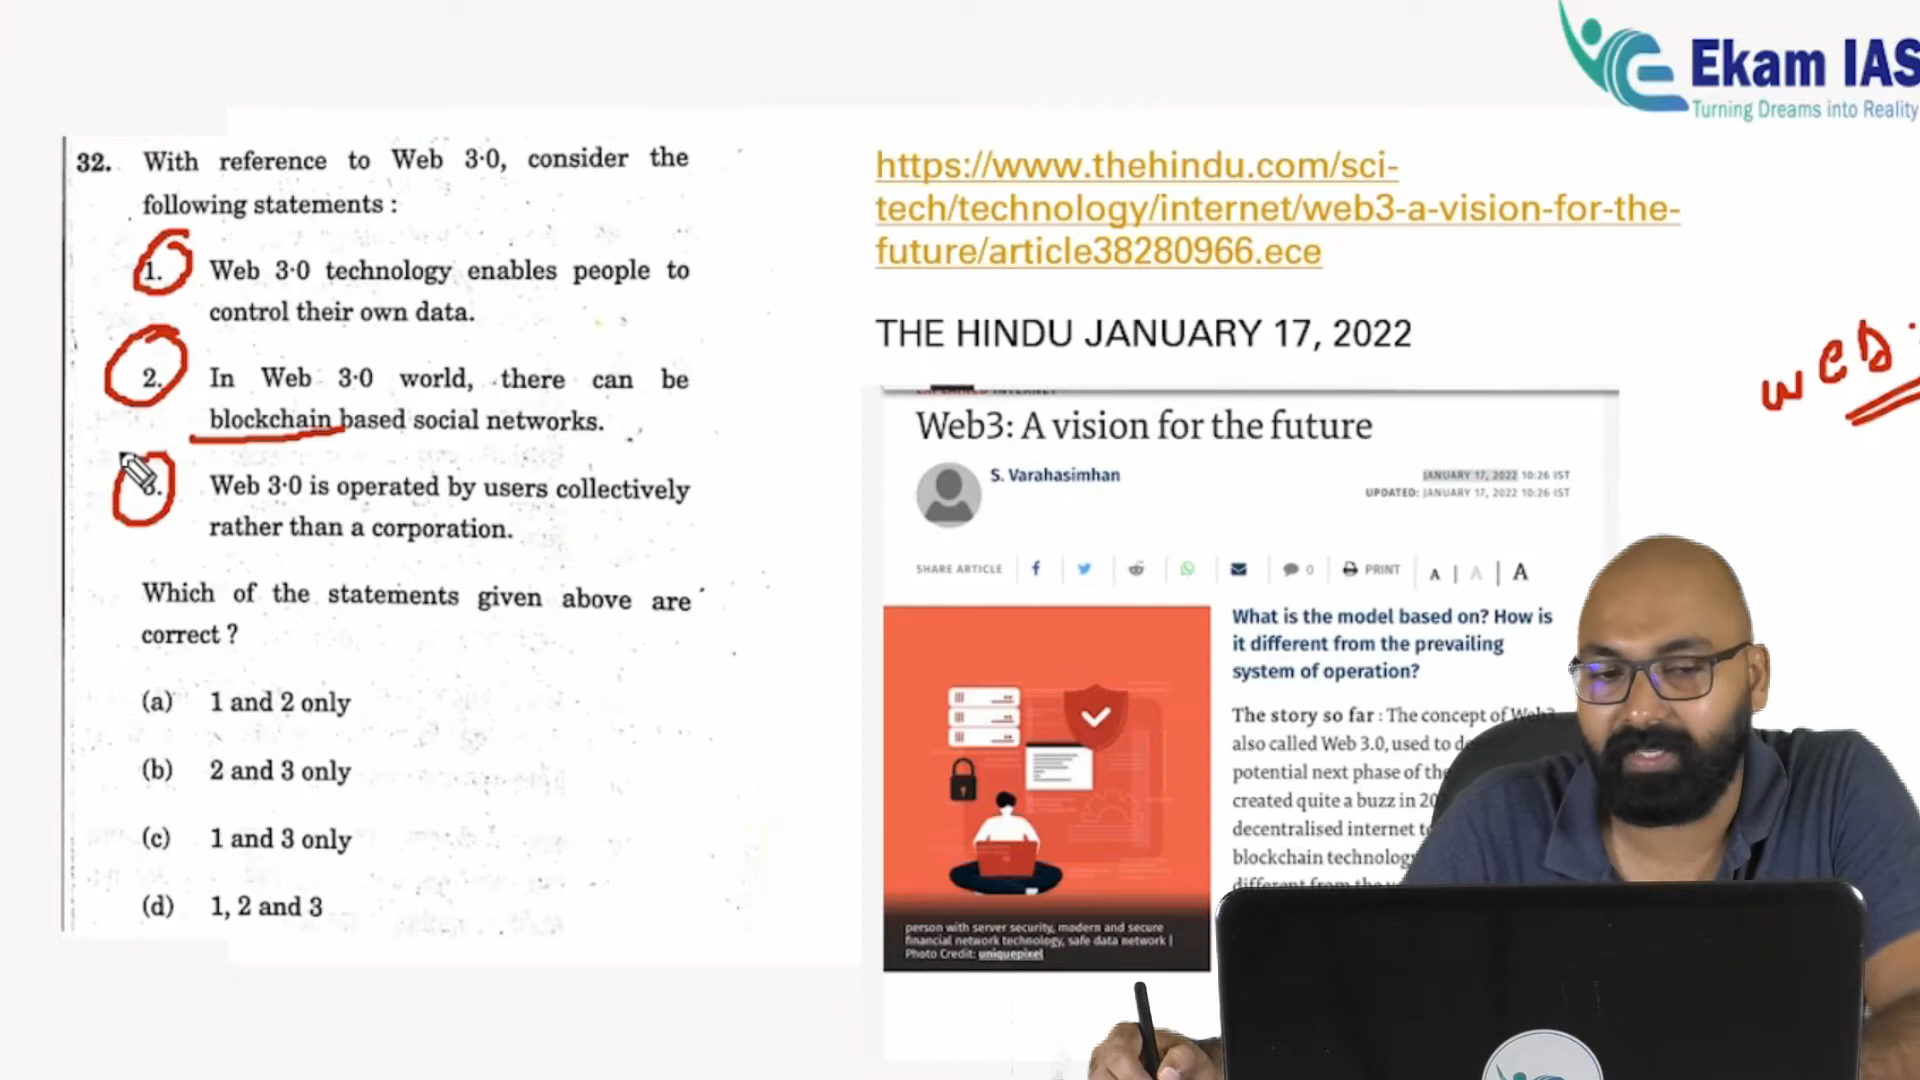 Ekam IAS
Turning Dreams into Reality
32. With reference to Web 3·0, consider the
following statements :
1. Web 3·0 technology enables people to
control their own data.
2. In Web 3·0 world, there can be
blockchain based social networks.
3. Web 3·0 is operated by users collectively
rather than a corporation.
Which of the statements given above are
correct ?
(a) 1 and 2 only
(b) 2 and 3 only
(c) 1 and 3 only
(d) 1, 2 and 3
https://www.thehindu.com/sci-
tech/technology/internet/web3-a-vision-for-the-
future/article38280966.ece
THE HINDU JANUARY 17, 2022
web
Web3: A vision for the future
S. Varahasimhan
JANUARY 17, 2022 10:26 IST
UPDATED: JANUARY 17, 2022 10:26 IST
SHARE ARTICLE
0
PRINT
A | A | A
What is the model based on? How is
it different from the prevailing
system of operation?
The story so far : The concept of Web3,
also called Web 3.0, used to
potential next phase of the
created quite a buzz in
decentralised internet
blockchain technology
different from the
person with server security, modern and secure
financial network technology, safe data network |
Photo Credit: uniquepixel